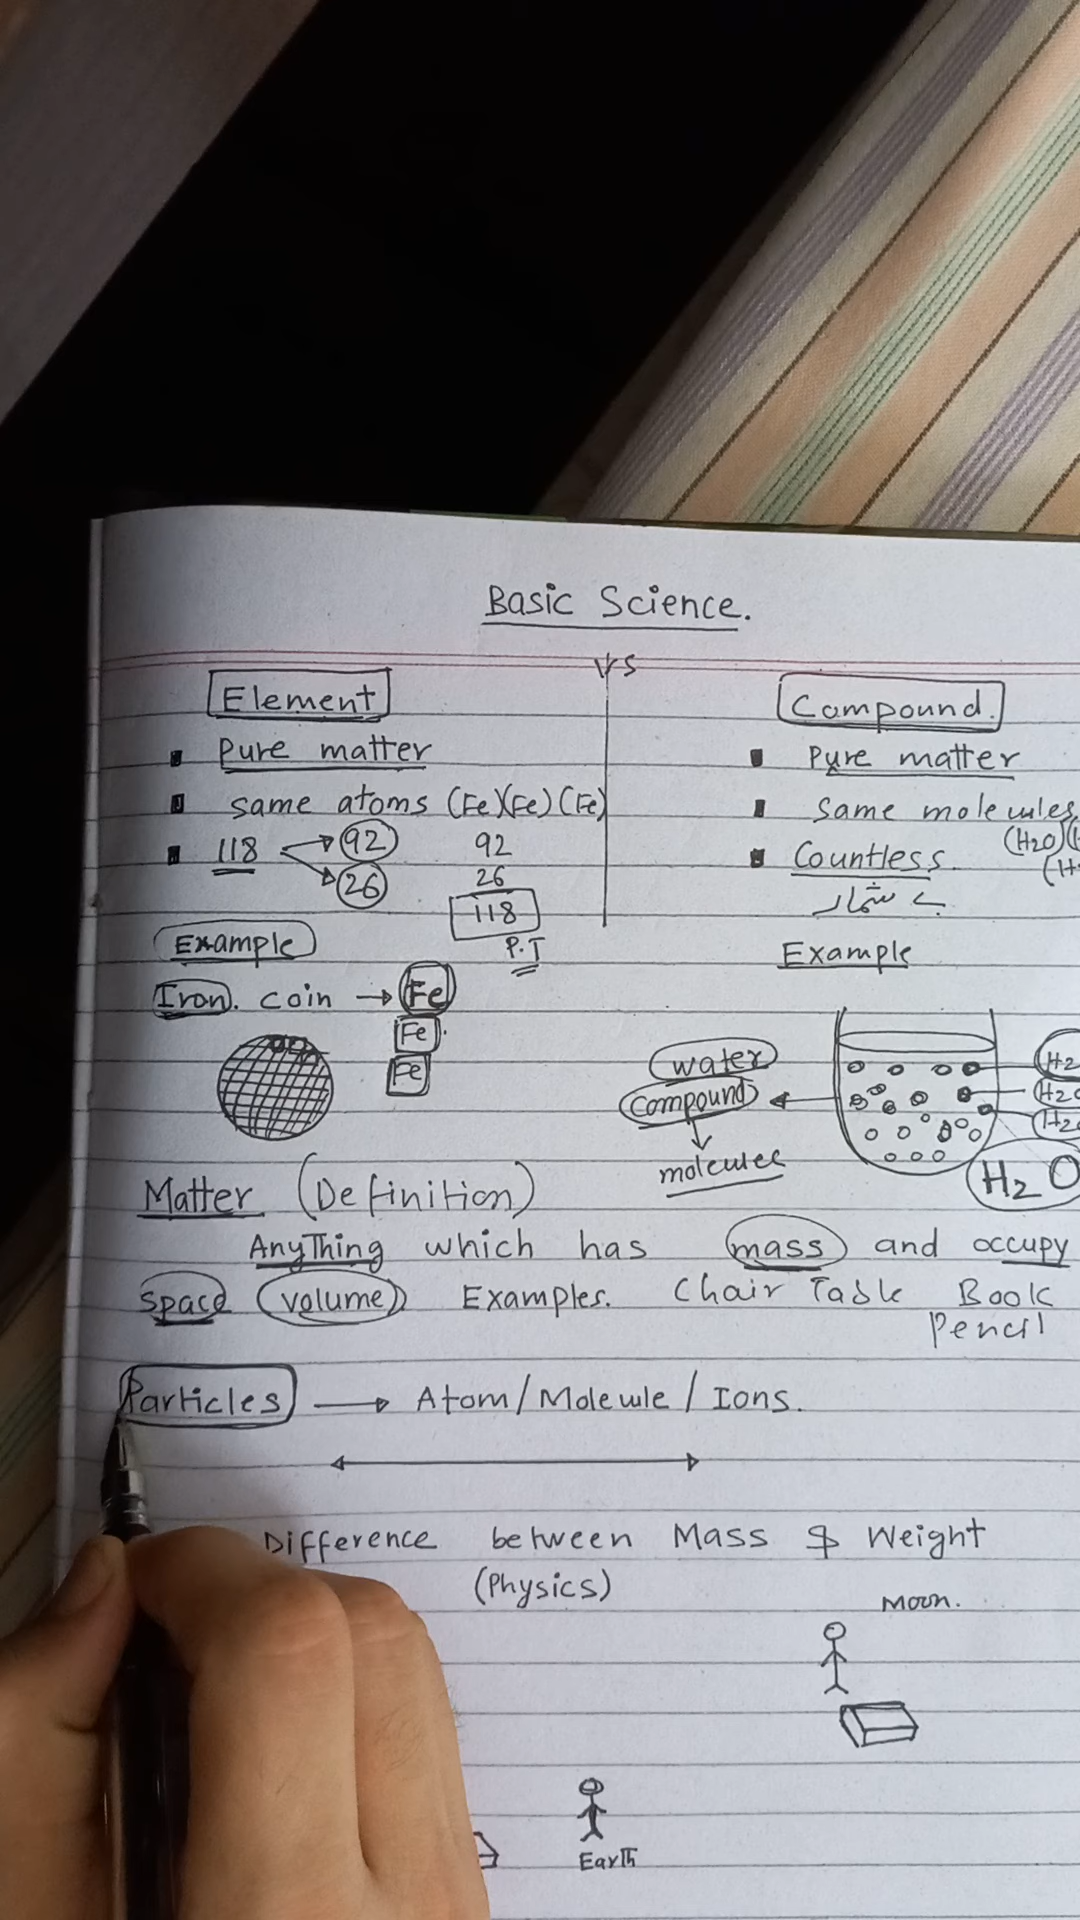 Basic Science.
vs
Element
Pure matter
same atoms (Fe)(Fe)(Fe)
118 92 92
26 26
118
P.T
Example
Iron. coin → Fe
Fe
Fe
Compound.
Pure matter
Same molecules
(H2O)
Countless
بے شمار
Example
water
Compound
molecules
H2
H2O
H2O
H2O
Matter (Definition)
AnyThing which has mass and occupy
space (volume) Examples. Chair Table Book
Pencil
Particles → Atom/Molecule/Ions.
Difference between Mass & Weight
(Physics)
Moon.
Earth